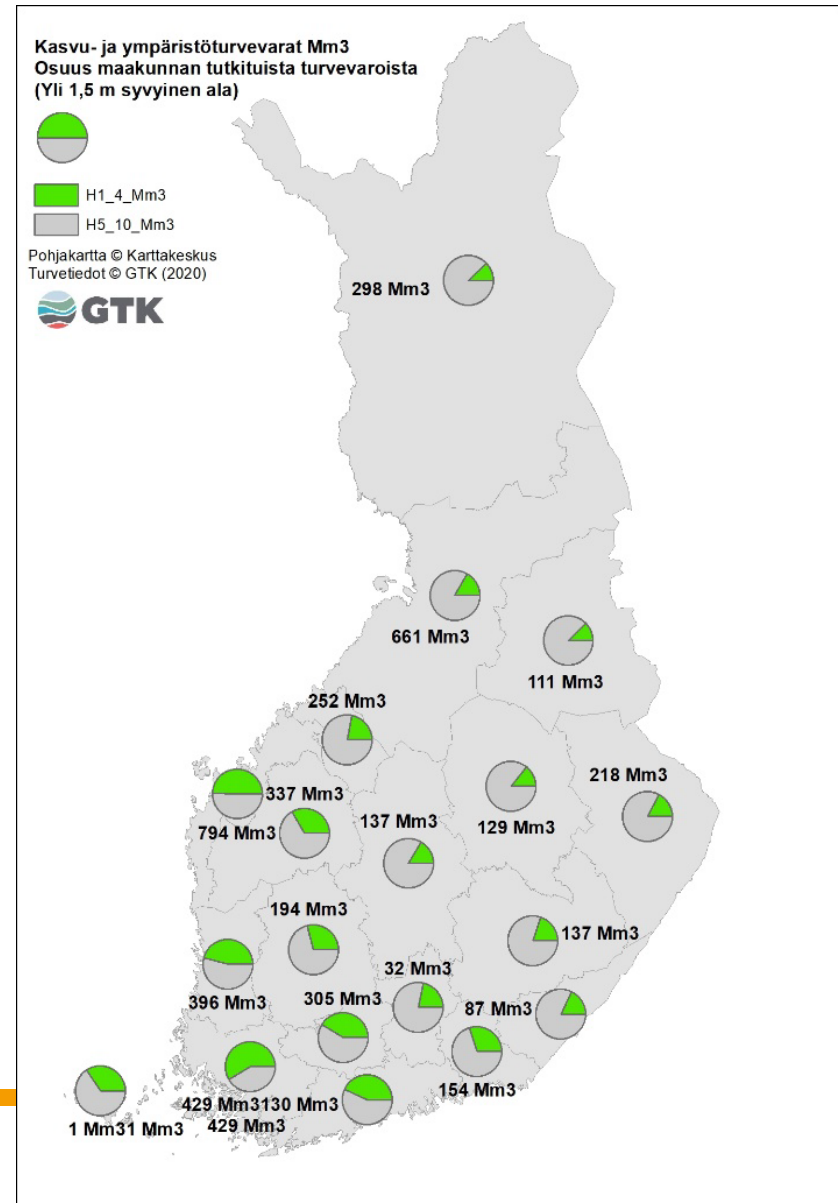 Kasvu- ja ympäristöturvevarat Mm3
Osuus maakunnan tutkituista turvevaroista
(Yli 1,5 m syvyinen ala)
H1_4_Mm3
H5_10_Mm3
Pohjakartta © Karttakeskus
Turvetiedot © GTK (2020)
GTK
298 Mm3
661 Mm3
111 Mm3
252 Mm3
218 Mm3
337 Mm3
794 Mm3
137 Mm3
129 Mm3
194 Mm3
137 Mm3
32 Mm3
396 Mm3
305 Mm3
87 Mm3
154 Mm3
429 Mm3130 Mm3
429 Mm3
1 Mm31 Mm3